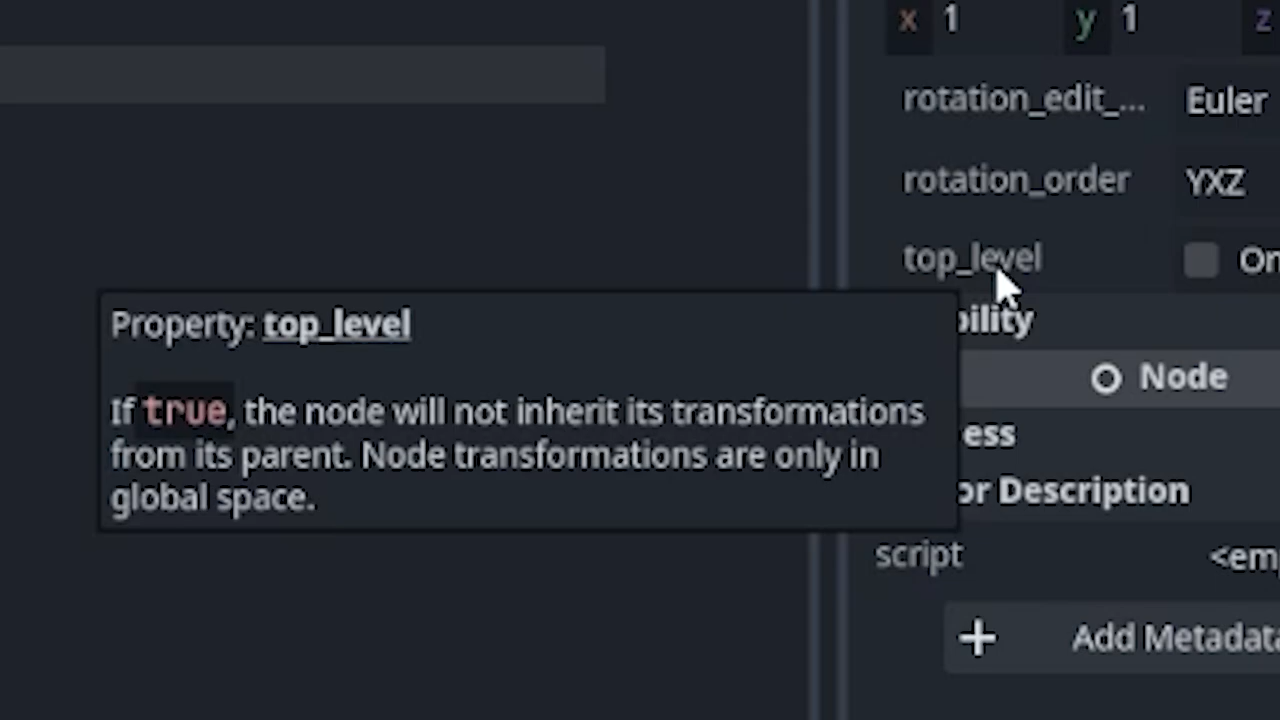 x 1 y 1 z
rotation_edit_... Euler
rotation_order YXZ
top_level On
Property: top_level
bility
If true, the node will not inherit its transformations
from its parent. Node transformations are only in
global space.
Node
ess
or Description
script <em
+ Add Metadata